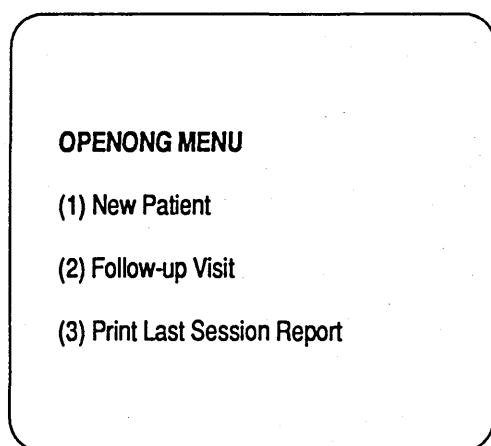 OPENONG MENU
(1) New Patient
(2) Follow-up Visit
(3) Print Last Session Report